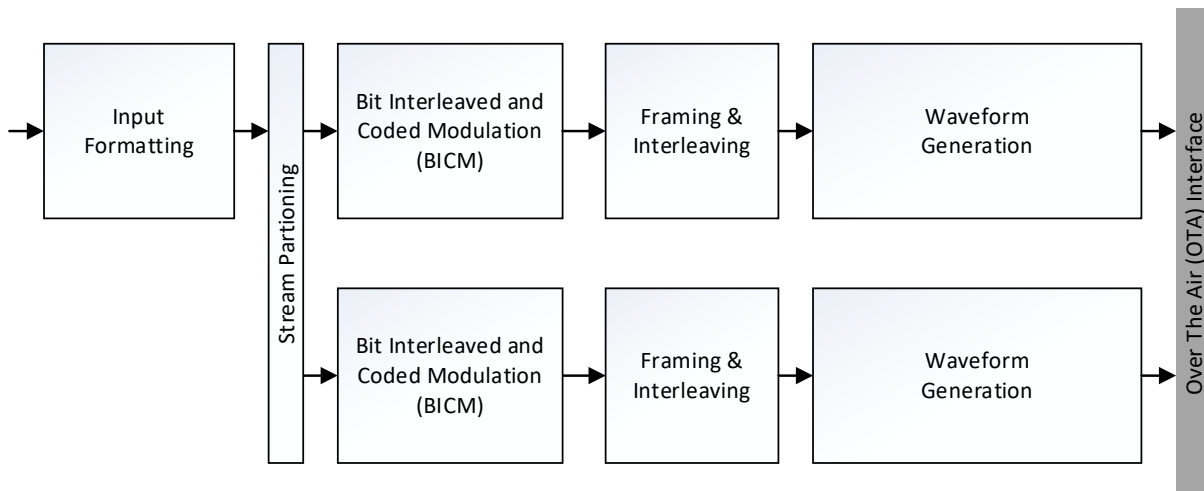 Input
Formatting
Stream Partioning
Bit Interleaved and
Coded Modulation
(BICM)
Framing &
Interleaving
Waveform
Generation
Bit Interleaved and
Coded Modulation
(BICM)
Framing &
Interleaving
Waveform
Generation
Over The Air (OTA) Interface